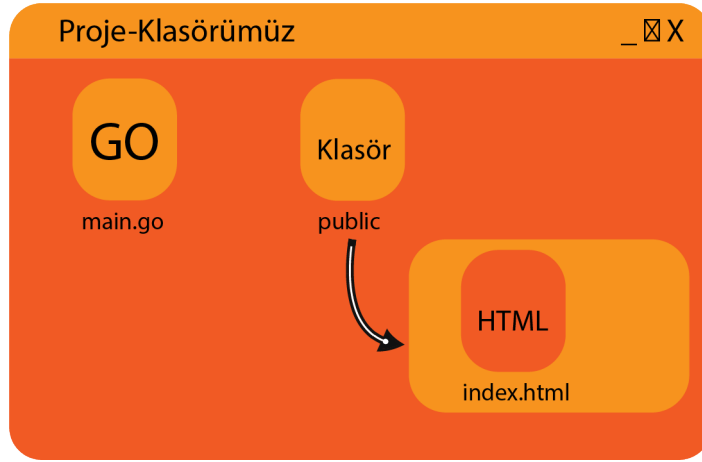 Proje-Klasörümüz
_ X
GO
Klasör
main.go
public
HTML
index.html